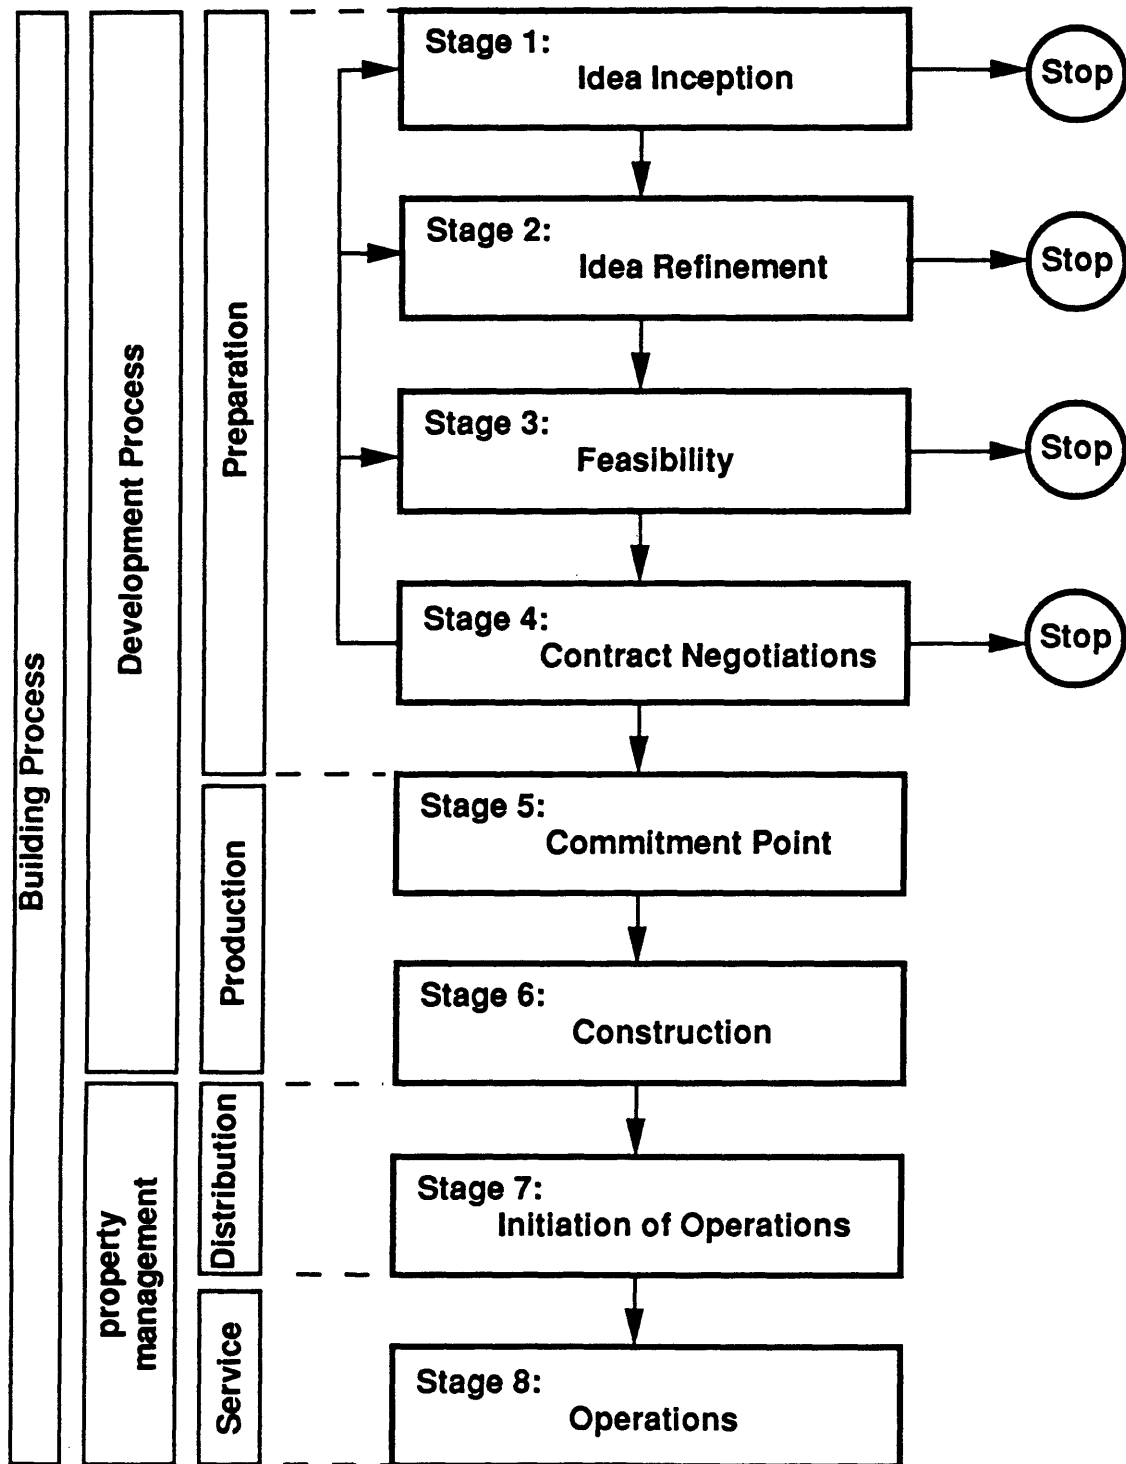 Building Process
Development Process
property
management
Preparation
Production
Distribution
Service
Stage 1:
Idea Inception
Stop
Stage 2:
Idea Refinement
Stop
Stage 3:
Feasibility
Stop
Stage 4:
Contract Negotiations
Stop
Stage 5:
Commitment Point
Stage 6:
Construction
Stage 7:
Initiation of Operations
Stage 8:
Operations